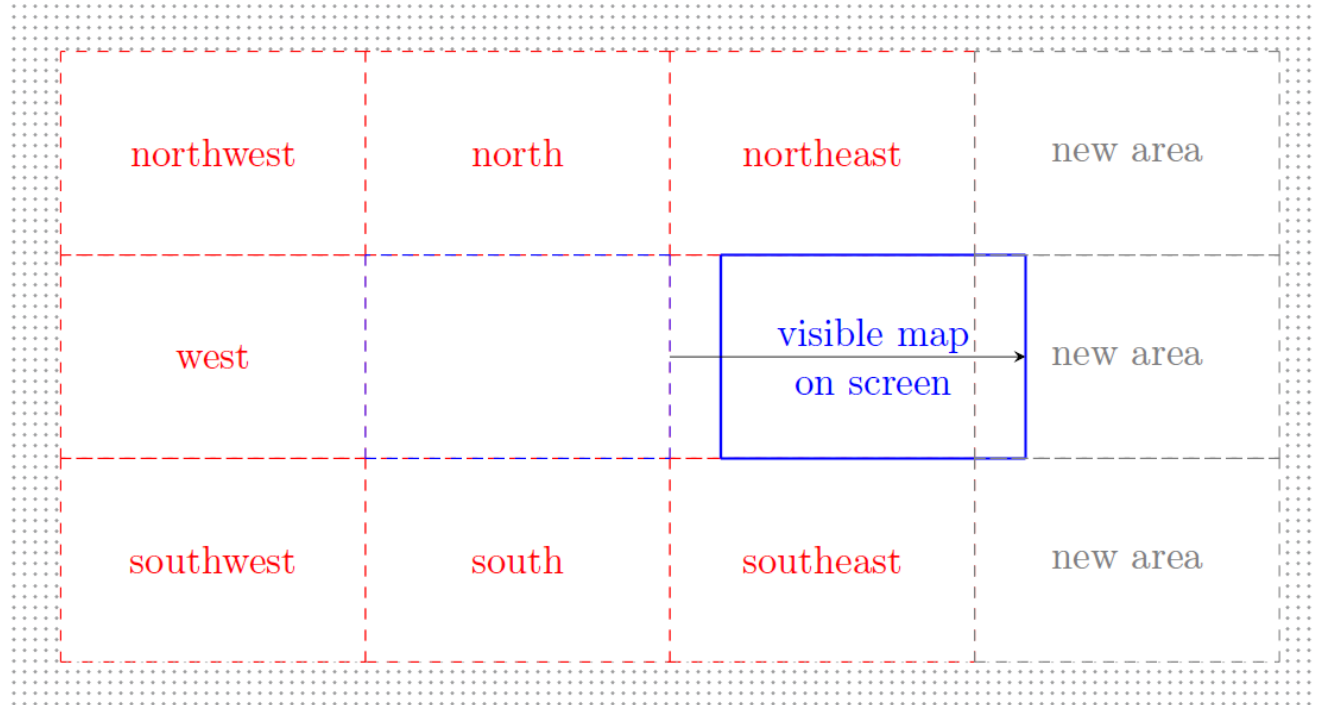 northwest
north
northeast
new area
west
visible map
on screen
new area
southwest
south
southeast
new area